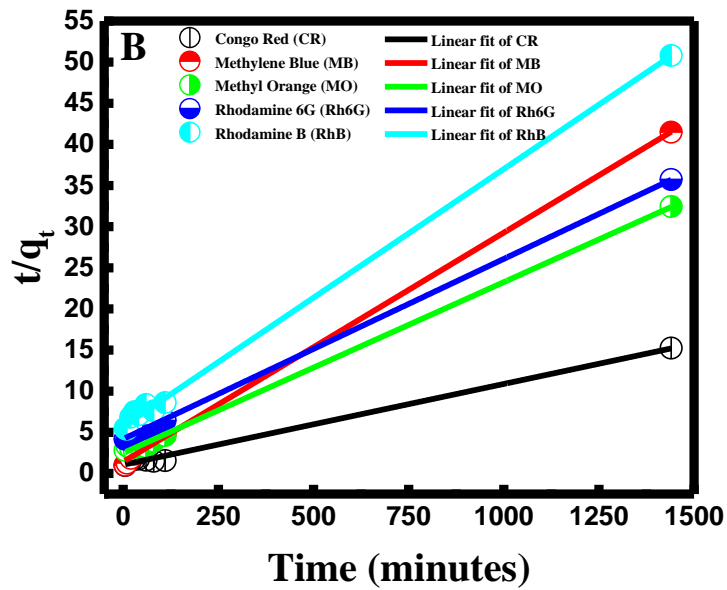 B
Congo Red (CR)
Methylene Blue (MB)
Methyl Orange (MO)
Rhodamine 6G (Rh6G)
Rhodamine B (RhB)
Linear fit of CR
Linear fit of MB
Linear fit of MO
Linear fit of Rh6G
Linear fit of RhB
55
50
45
40
35
30
25
20
15
10
5
0
t/qt
0 250 500 750 1000 1250 1500
Time (minutes)